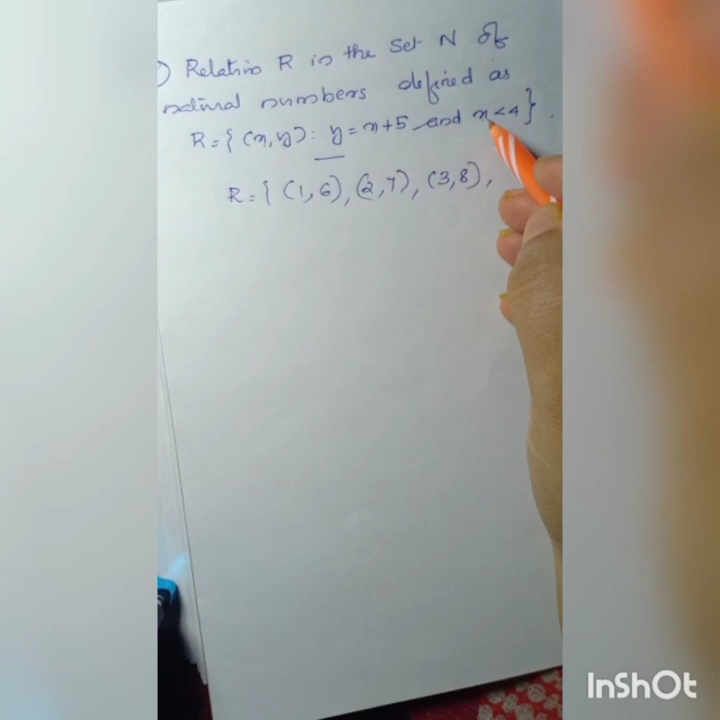 ) Relation R in the set N of
natural numbers defined as
R = { (x, y) : y = x+5 and x < 4 } .
R = { (1, 6), (2, 7), (3, 8),
InShOt